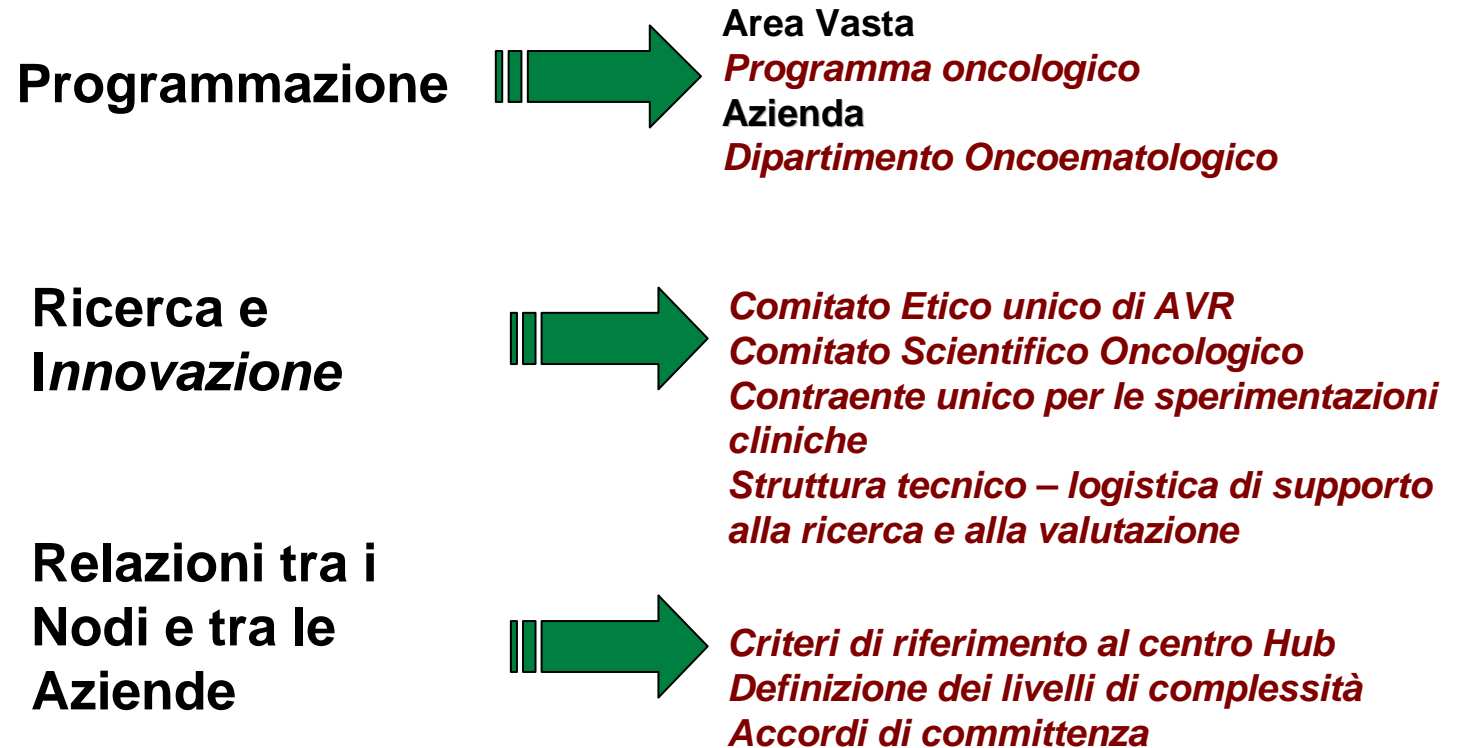 Programmazione
Area Vasta
Programma oncologico
Azienda
Dipartimento Oncoematologico
Ricerca e
Innovazione
Comitato Etico unico di AVR
Comitato Scientifico Oncologico
Contraente unico per le sperimentazioni
cliniche
Struttura tecnico – logistica di supporto
alla ricerca e alla valutazione
Relazioni tra i
Nodi e tra le
Aziende
Criteri di riferimento al centro Hub
Definizione dei livelli di complessità
Accordi di committenza